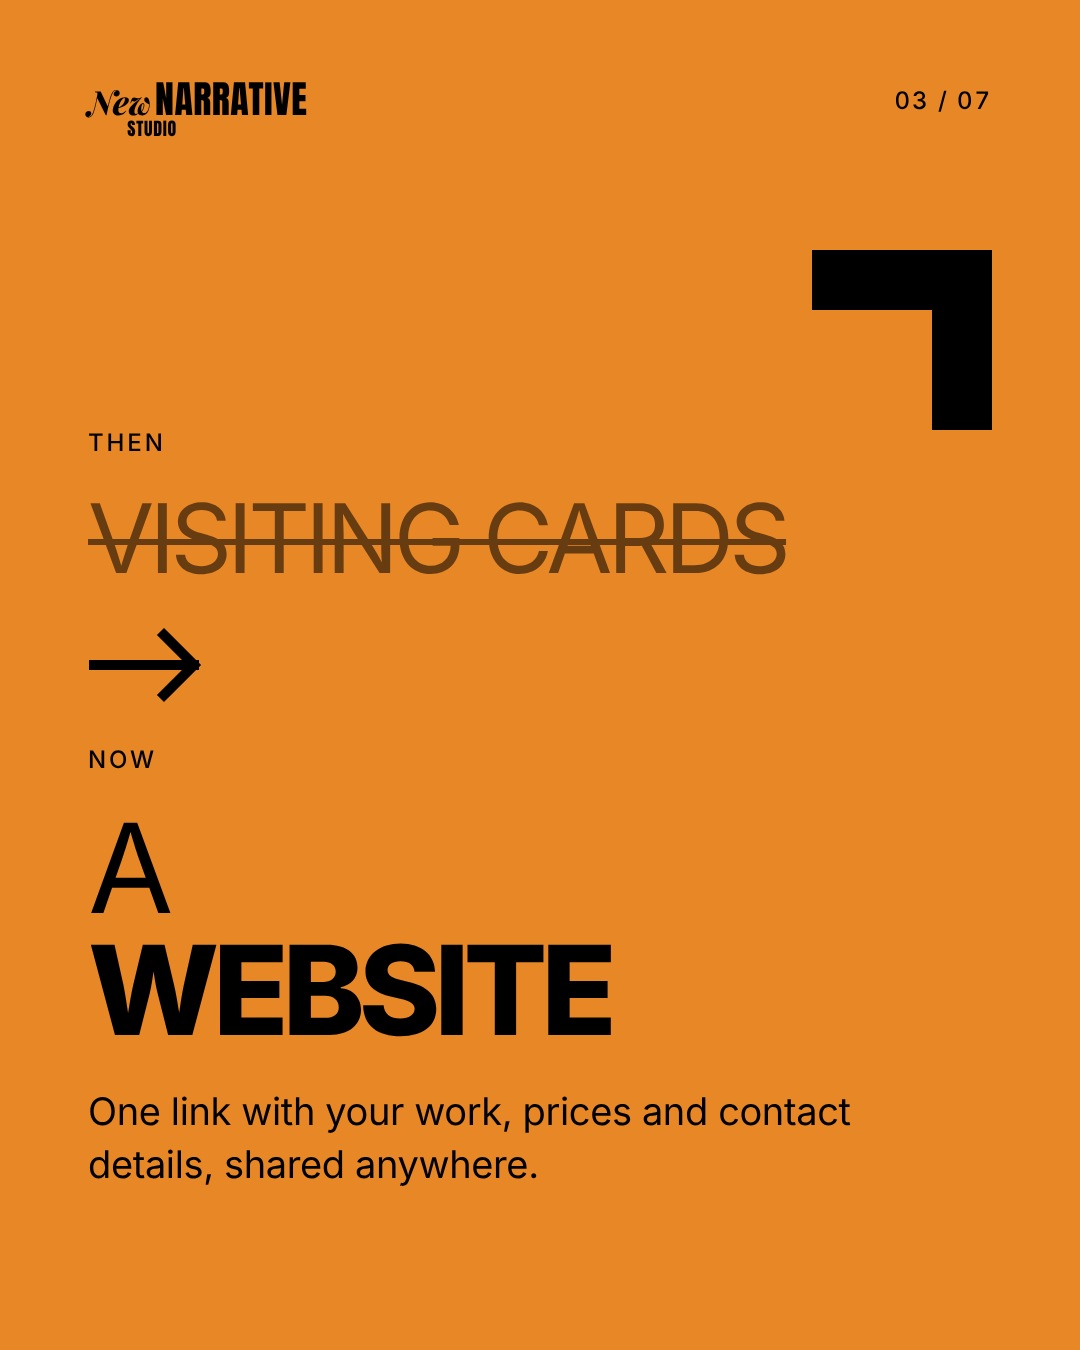 New NARRATIVE
STUDIO
03 / 07
THEN
VISITING CARDS
NOW
A
WEBSITE
One link with your work, prices and contact
details, shared anywhere.